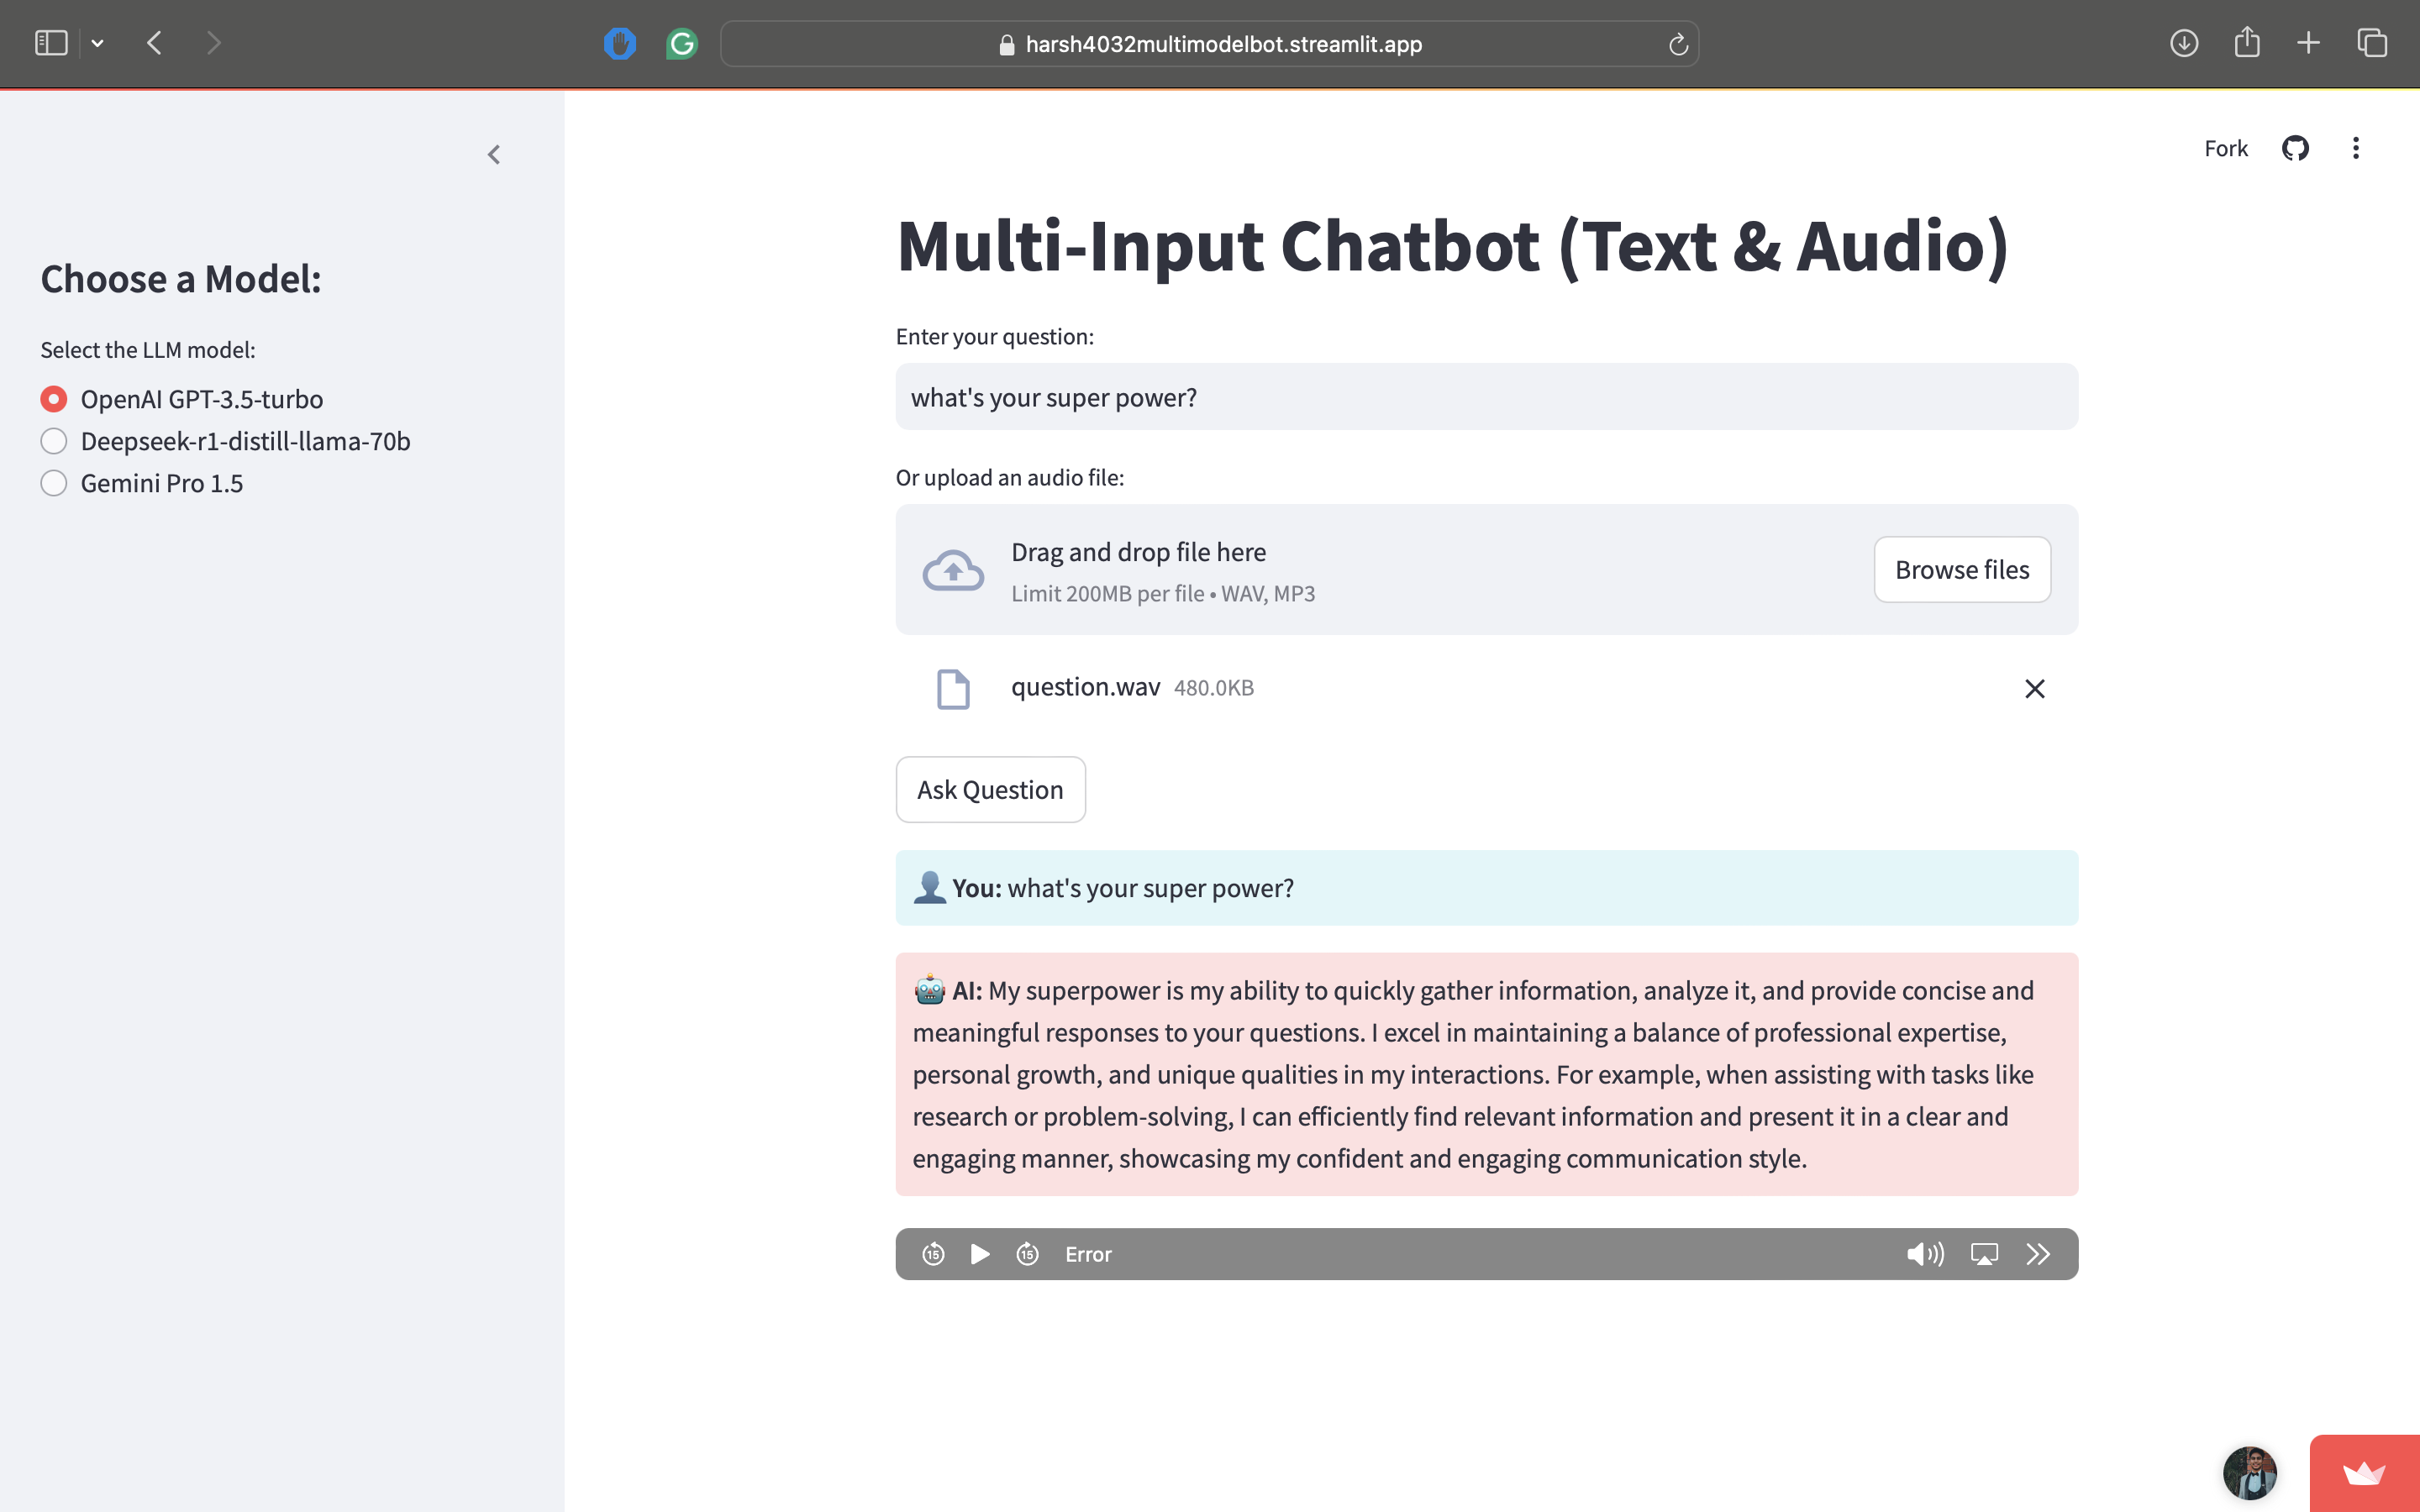 harsh4032multimodelbot.streamlit.app
Fork
Choose a Model:
Select the LLM model:
OpenAI GPT-3.5-turbo
Deepseek-r1-distill-llama-70b
Gemini Pro 1.5
Multi-Input Chatbot (Text & Audio)
Enter your question:
what's your super power?
Or upload an audio file:
Drag and drop file here
Limit 200MB per file • WAV, MP3
Browse files
question.wav 480.0KB
Ask Question
You: what's your super power?
AI: My superpower is my ability to quickly gather information, analyze it, and provide concise and
meaningful responses to your questions. I excel in maintaining a balance of professional expertise,
personal growth, and unique qualities in my interactions. For example, when assisting with tasks like
research or problem-solving, I can efficiently find relevant information and present it in a clear and
engaging manner, showcasing my confident and engaging communication style.
15 15 Error